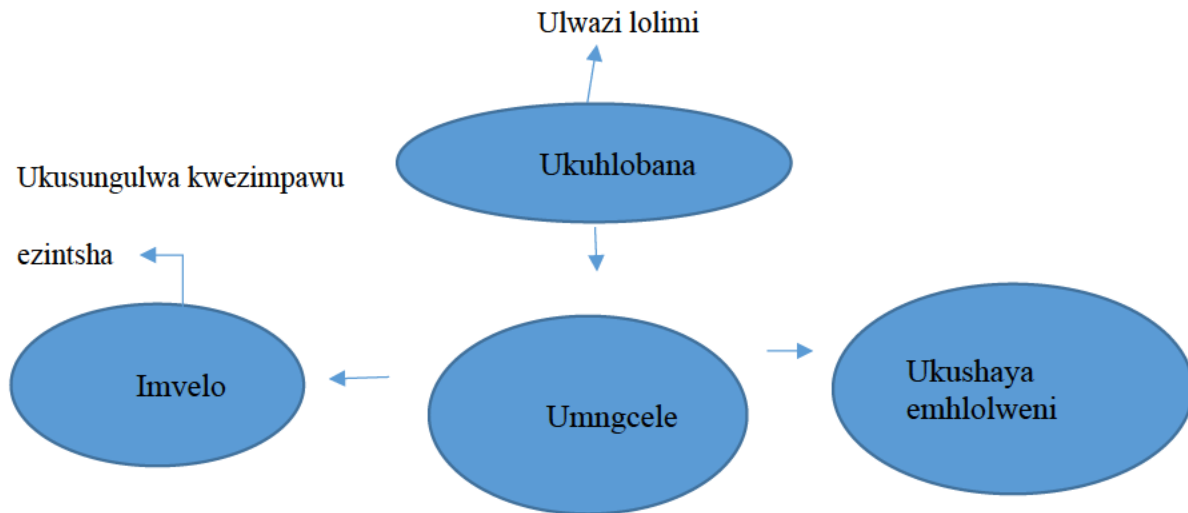 Ulwazi lolimi
Ukuhlobana
Ukusungulwa kwezimpawu
ezintsha
Imvelo
Umngcele
Ukushaya
emhlolweni